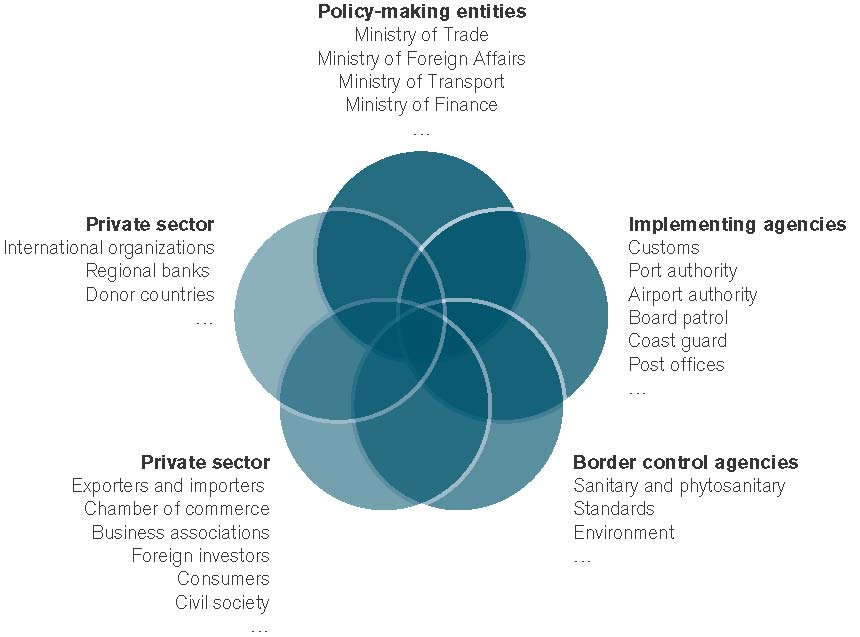 Policy-making entities
Ministry of Trade
Ministry of Foreign Affairs
Ministry of Transport
Ministry of Finance
...
Private sector
International organizations
Regional banks
Donor countries
...
Implementing agencies
Customs
Port authority
Airport authority
Board patrol
Coast guard
Post offices
...
Private sector
Exporters and importers
Chamber of commerce
Business associations
Foreign investors
Consumers
Civil society
...
Border control agencies
Sanitary and phytosanitary
Standards
Environment
...